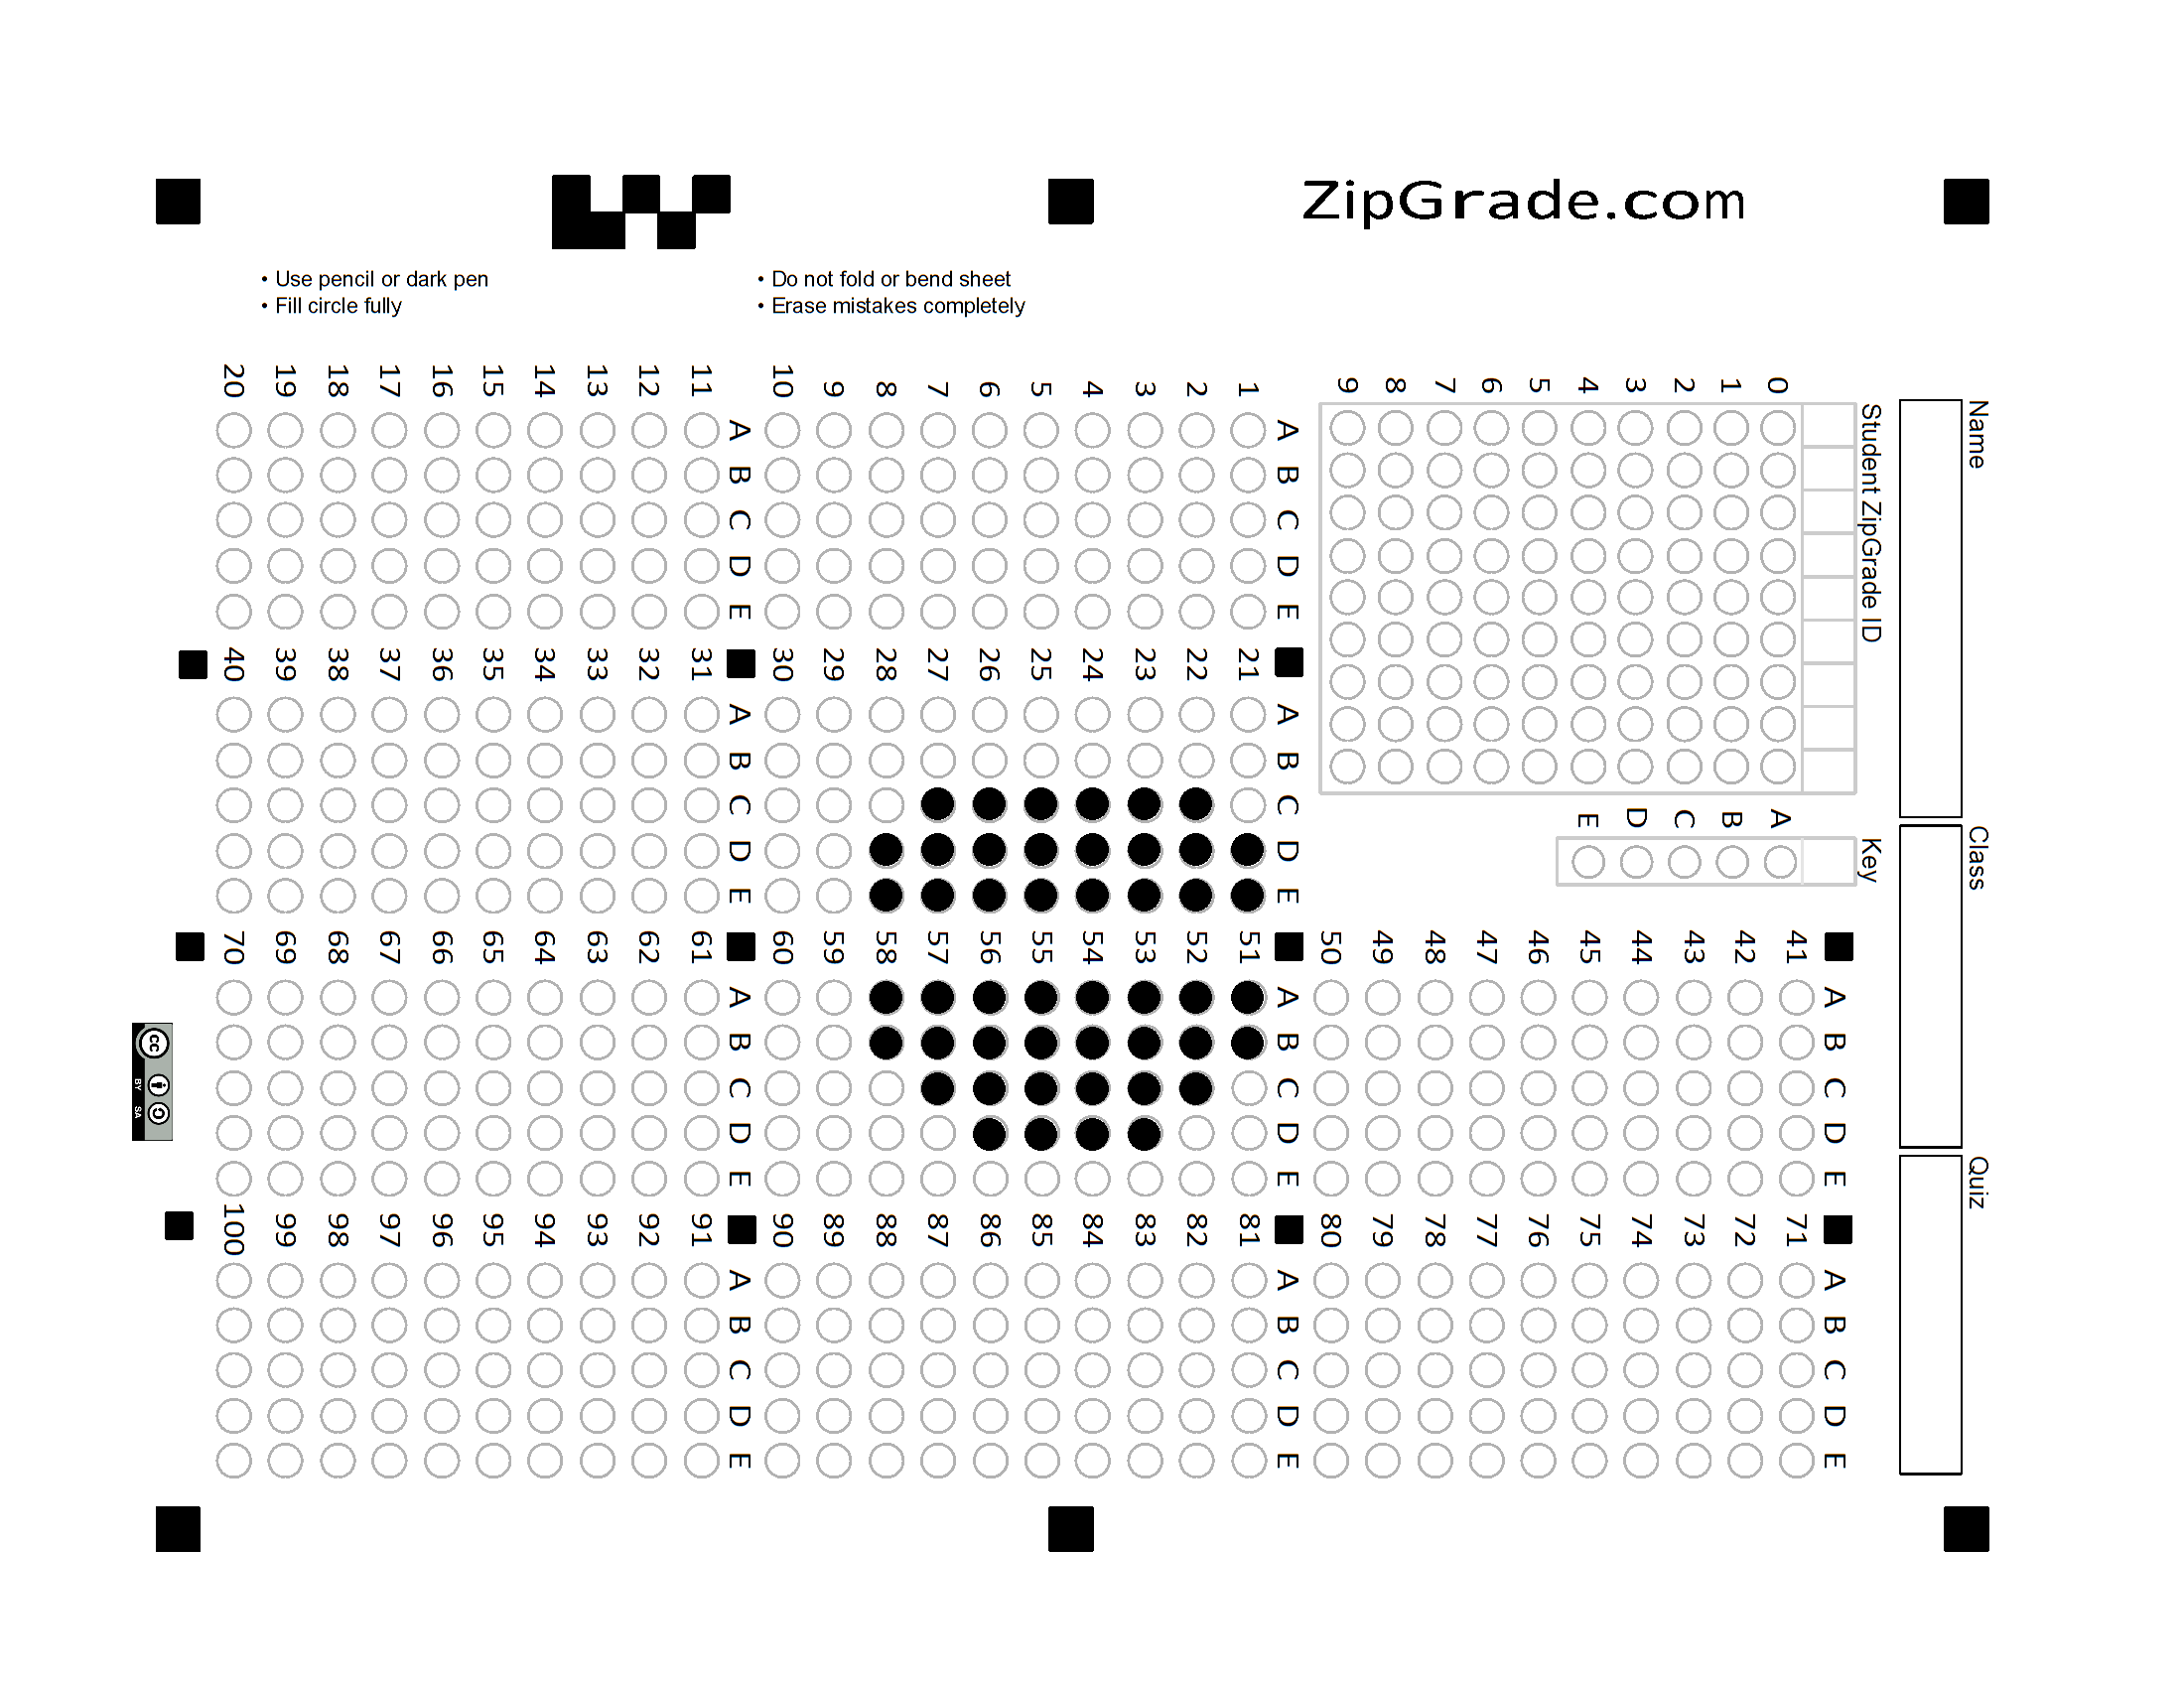 ZipGrade.com
• Use pencil or dark pen
• Fill circle fully
• Do not fold or bend sheet
• Erase mistakes completely
Name
Class
Quiz
Student ZipGrade ID
0 1 2 3 4 5 6 7 8 9
Key
A B C D E
1 2 3 4 5 6 7 8 9 10
A B C D E
11 12 13 14 15 16 17 18 19 20
A B C D E
21 22 23 24 25 26 27 28 29 30
A B C D E
31 32 33 34 35 36 37 38 39 40
A B C D E
41 42 43 44 45 46 47 48 49 50
A B C D E
51 52 53 54 55 56 57 58 59 60
A B C D E
61 62 63 64 65 66 67 68 69 70
A B C D E
71 72 73 74 75 76 77 78 79 80
A B C D E
81 82 83 84 85 86 87 88 89 90
A B C D E
91 92 93 94 95 96 97 98 99 100
A B C D E
cc
BY SA